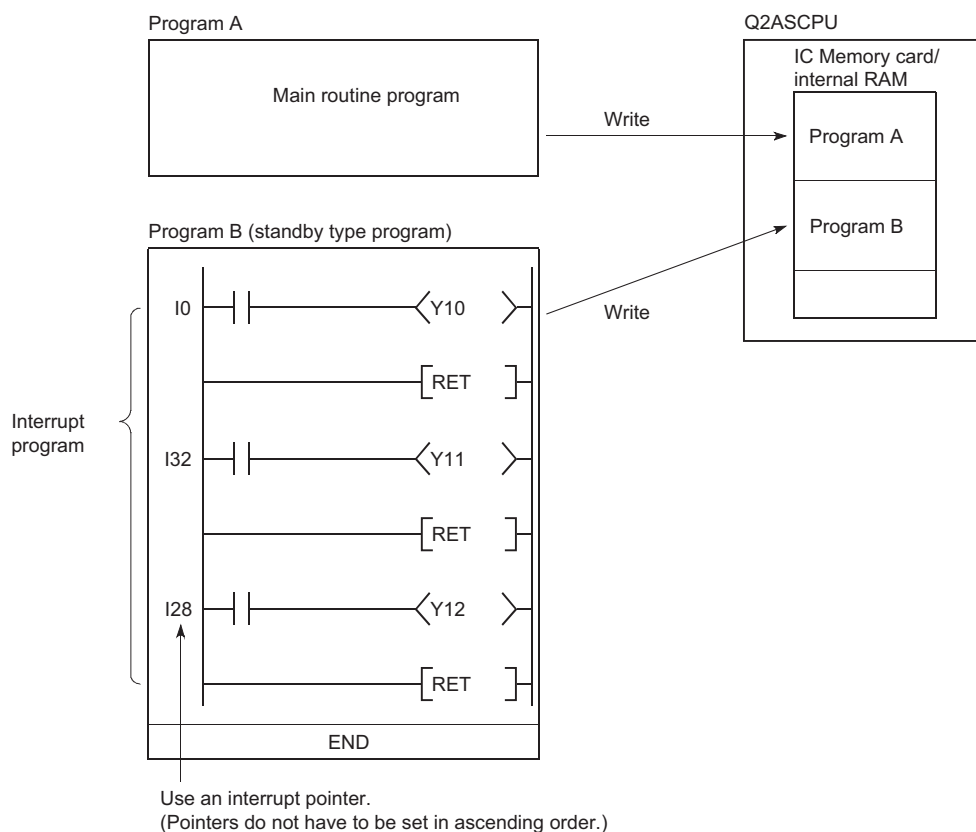 Program A
Main routine program
Write
Q2ASCPU
IC Memory card/
internal RAM
Program A
Program B
Program B (standby type program)
I0
Y10
Write
RET
Interrupt
program
I32
Y11
RET
I28
Y12
RET
END
Use an interrupt pointer.
(Pointers do not have to be set in ascending order.)